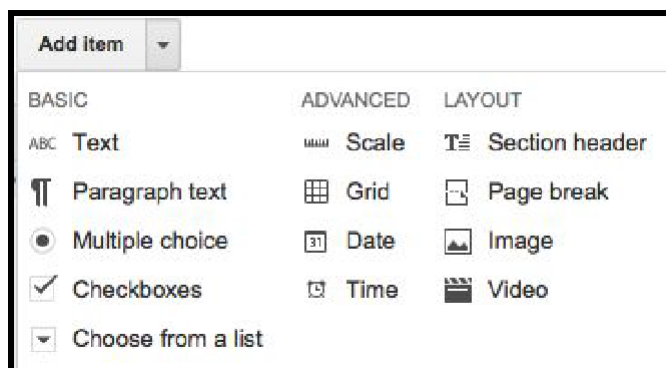 Add item
BASIC ADVANCED LAYOUT
ABC Text Scale Section header
Paragraph text Grid Page break
Multiple choice 31 Date Image
Checkboxes Time Video
Choose from a list